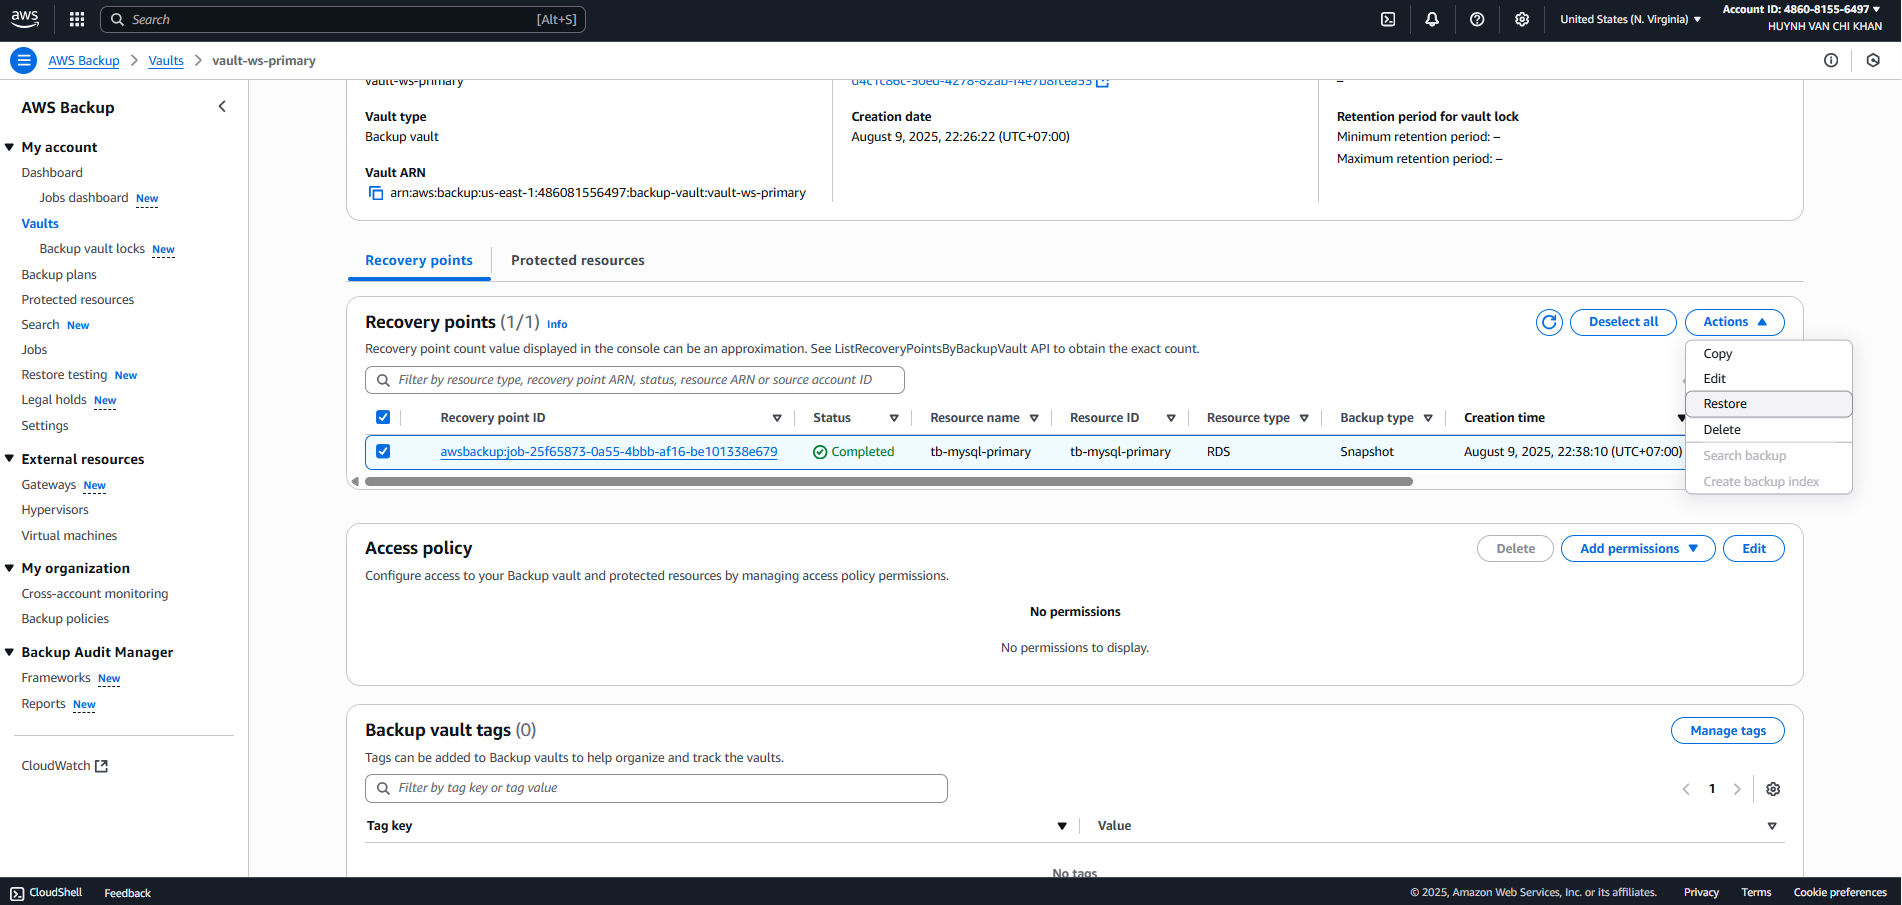 aws
Search
[Alt+S]
United States (N. Virginia)
Account ID: 4860-8155-6497
HUYNH VAN CHI KHAN
AWS Backup
Vaults
vault-ws-primary
AWS Backup
My account
Dashboard
Jobs dashboard New
Vaults
Backup vault locks New
Backup plans
Protected resources
Search New
Jobs
Restore testing New
Legal holds New
Settings
External resources
Gateways New
Hypervisors
Virtual machines
My organization
Cross-account monitoring
Backup policies
Backup Audit Manager
Frameworks New
Reports New
CloudWatch
vault-ws-primary
Vault type
Backup vault
Vault ARN
arn:aws:backup:us-east-1:486081556497:backup-vault:vault-ws-primary
Creation date
August 9, 2025, 22:26:22 (UTC+07:00)
–
Retention period for vault lock
Minimum retention period: –
Maximum retention period: –
Recovery points
Protected resources
Recovery points (1/1) Info
Deselect all
Actions
Recovery point count value displayed in the console can be an approximation. See ListRecoveryPointsByBackupVault API to obtain the exact count.
Filter by resource type, recovery point ARN, status, resource ARN or source account ID
Copy
Edit
Restore
Delete
Search backup
Create backup index
Recovery point ID Status Resource name Resource ID Resource type Backup type Creation time
awsbackup:job-25f65873-0a55-4bbb-af16-be101338e679 Completed tb-mysql-primary tb-mysql-primary RDS Snapshot August 9, 2025, 22:38:10 (UTC+07:00)
Access policy
Delete
Add permissions
Edit
Configure access to your Backup vault and protected resources by managing access policy permissions.
No permissions
No permissions to display.
Backup vault tags (0)
Manage tags
Tags can be added to Backup vaults to help organize and track the vaults.
Filter by tag key or tag value
1
Tag key Value
No tags
CloudShell Feedback
© 2025, Amazon Web Services, Inc. or its affiliates. Privacy Terms Cookie preferences